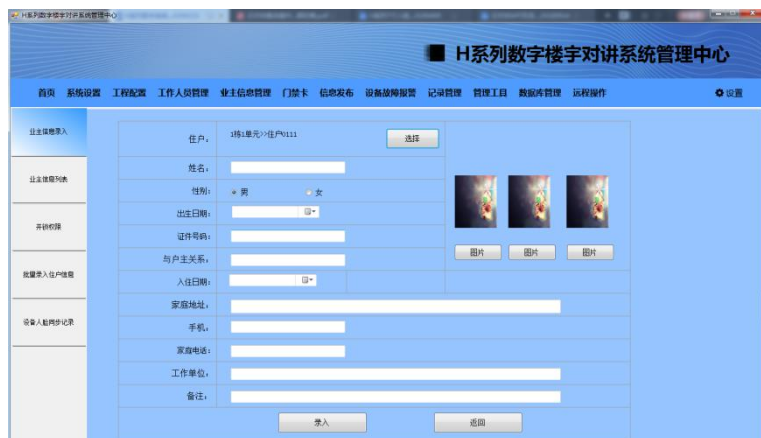 H系列数字楼宇对讲系统管理中心
H系列数字楼宇对讲系统管理中心
首页 系统设置 工程配置 工作人员管理 业主信息管理 门禁卡 信息发布 设备故障报警 记录管理 管理工具 数据库管理 远程操作 设置
业主信息录入
业主信息列表
开锁权限
批量录入住户信息
设备人脸同步记录
住户: 1栋1单元>>住户0111 选择
姓名:
性别: 男 女
出生日期:
证件号码:
与户主关系:
入住日期:
图片 图片 图片
家庭地址:
手机:
家庭电话:
工作单位:
备注:
录入 返回